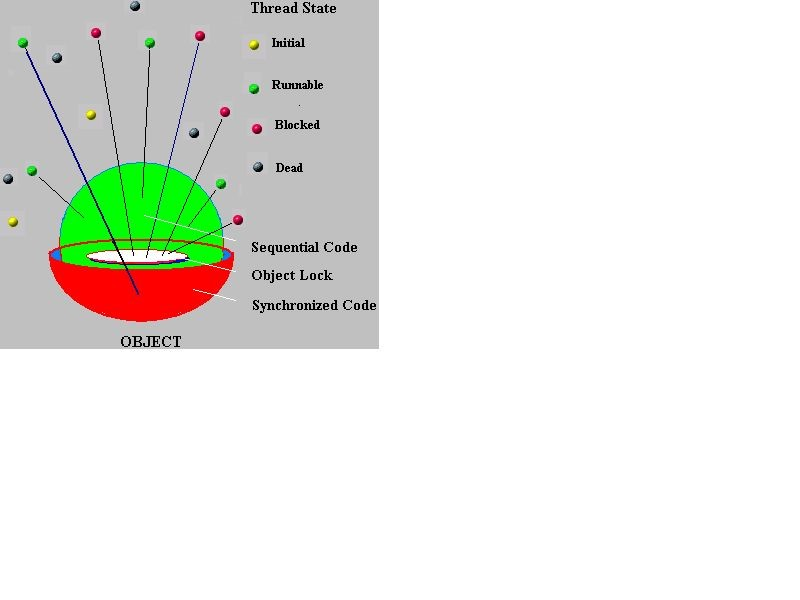 Thread State
Initial
Runnable
Blocked
Dead
Sequential Code
Object Lock
Synchronized Code
OBJECT